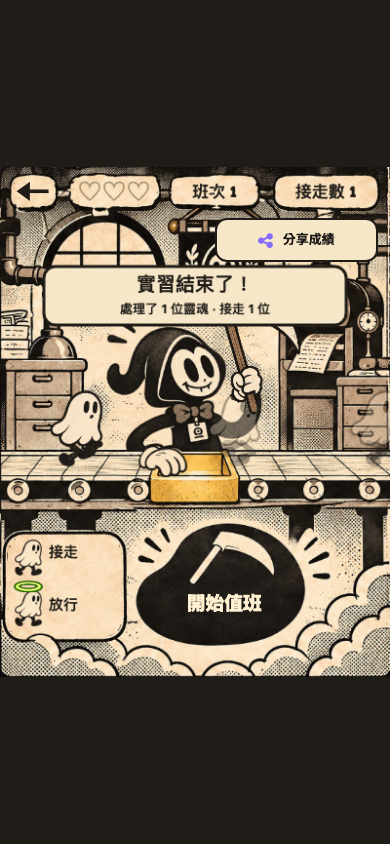 班次 1
接走數 1
分享成績
實習結束了！
處理了 1 位靈魂 · 接走 1 位
接走
放行
開始值班